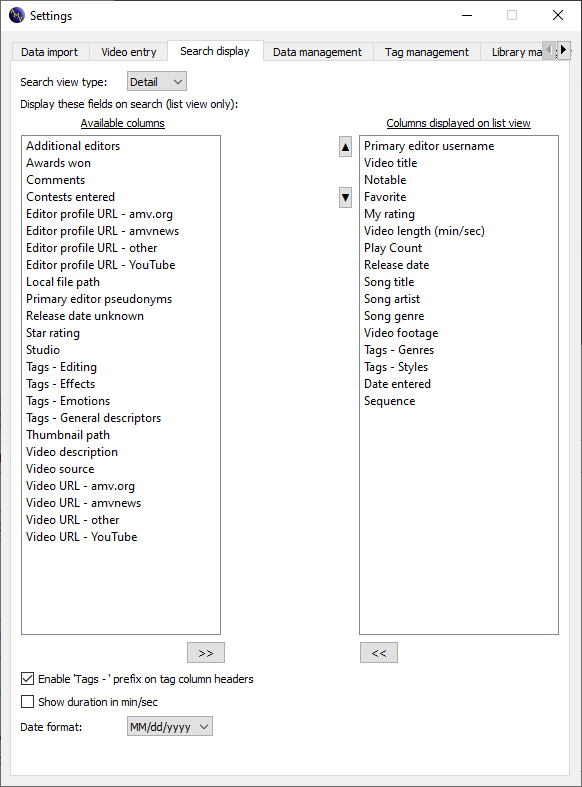 Settings
Data import
Video entry
Search display
Data management
Tag management
Library ma
Search view type:
Detail
Display these fields on search (list view only):
Available columns
Additional editors
Awards won
Comments
Contests entered
Editor profile URL - amv.org
Editor profile URL - amvnews
Editor profile URL - other
Editor profile URL - YouTube
Local file path
Primary editor pseudonyms
Release date unknown
Star rating
Studio
Tags - Editing
Tags - Effects
Tags - Emotions
Tags - General descriptors
Thumbnail path
Video description
Video source
Video URL - amv.org
Video URL - amvnews
Video URL - other
Video URL - YouTube
>>
▲
▼
Columns displayed on list view
Primary editor username
Video title
Notable
Favorite
My rating
Video length (min/sec)
Play Count
Release date
Song title
Song artist
Song genre
Video footage
Tags - Genres
Tags - Styles
Date entered
Sequence
<<
Enable 'Tags - ' prefix on tag column headers
Show duration in min/sec
Date format:
MM/dd/yyyy